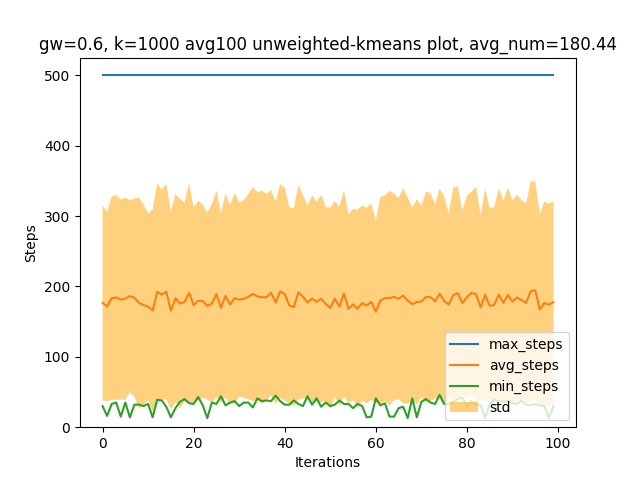 gw=0.6, k=1000 avg100 unweighted-kmeans plot, avg_num=180.44
500
400
300
200
100
0
Steps
max_steps
avg_steps
min_steps
std
0
20
40
60
80
100
Iterations